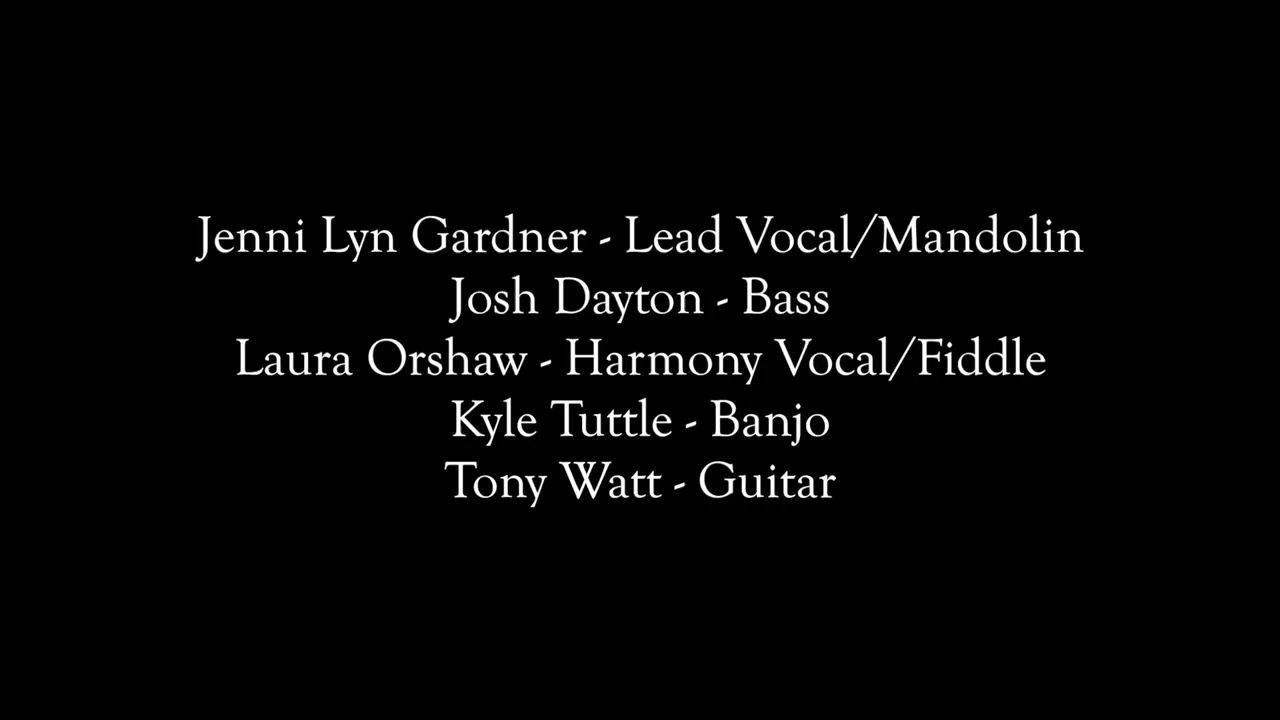 Jenni Lyn Gardner - Lead Vocal/Mandolin
Josh Dayton - Bass
Laura Orshaw - Harmony Vocal/Fiddle
Kyle Tuttle - Banjo
Tony Watt - Guitar